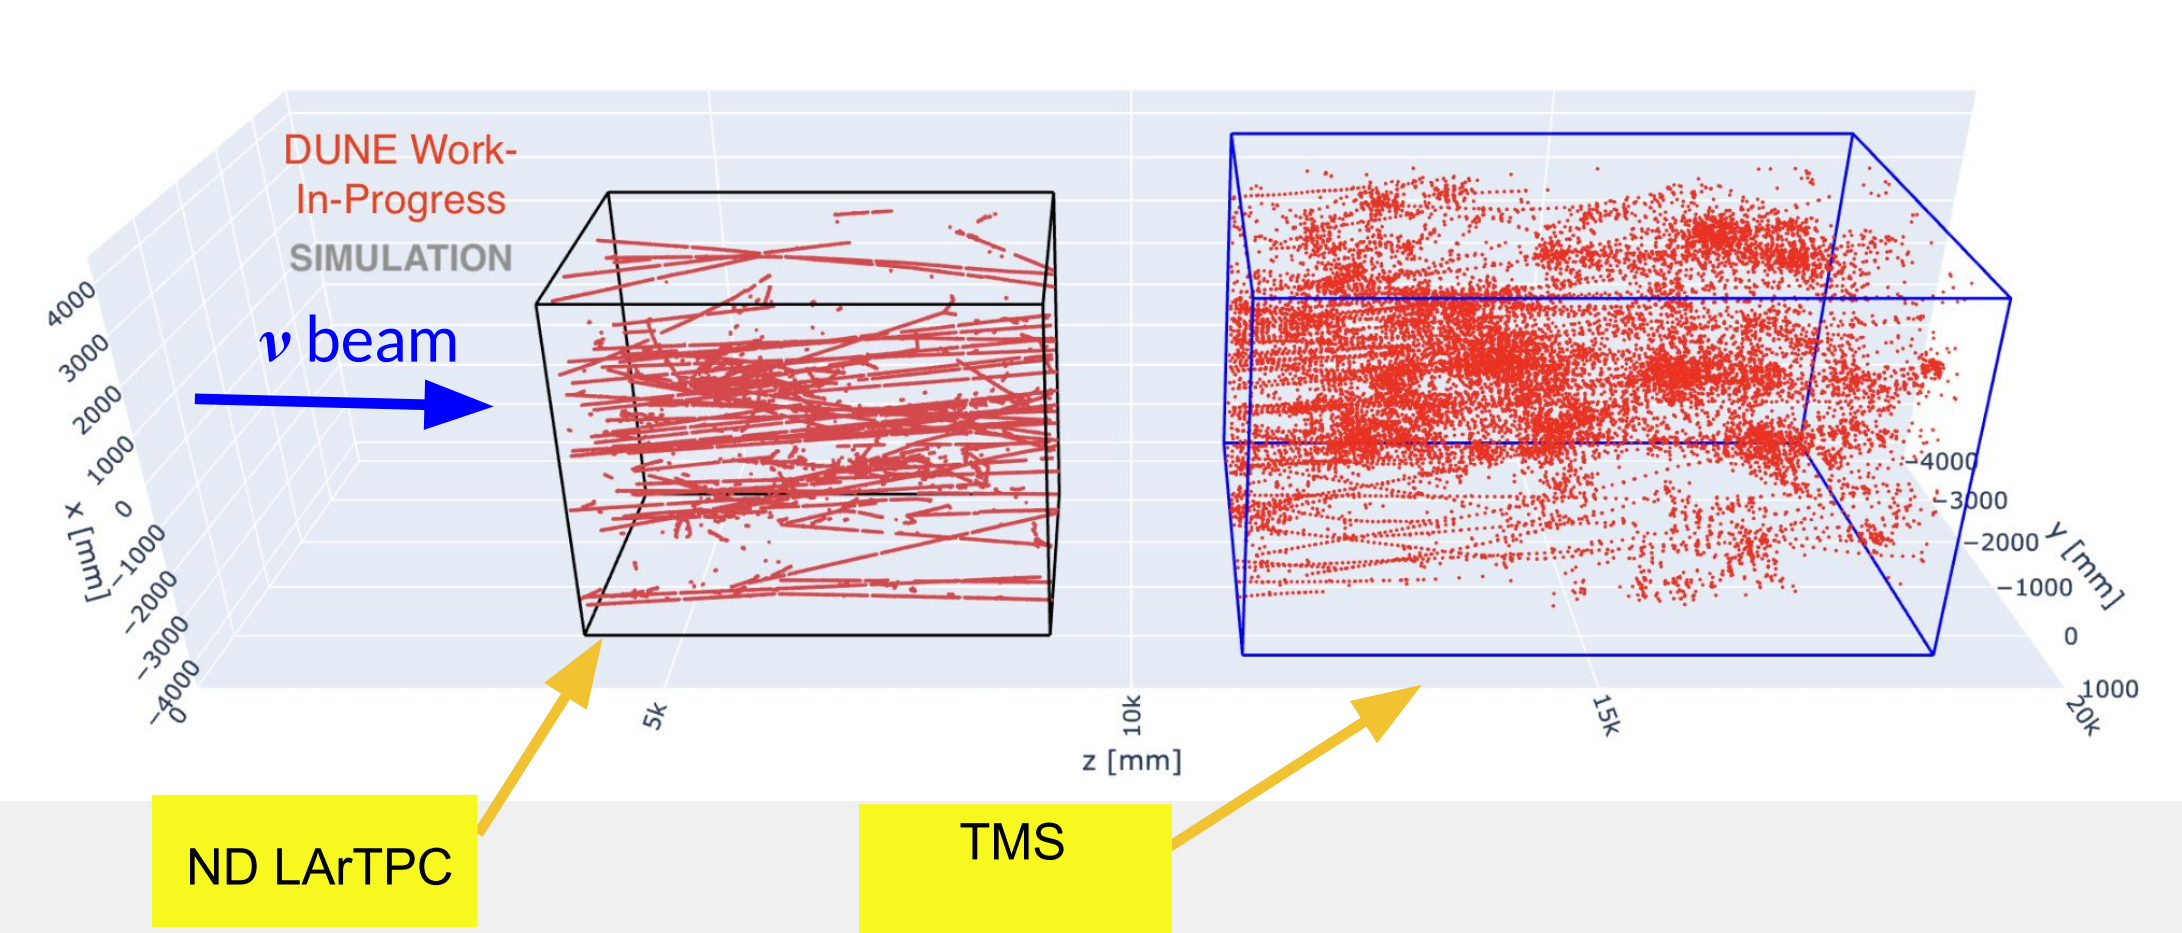 DUNE Work-
In-Progress
SIMULATION
ν beam
4000
3000
2000
1000
0
−1000
−2000
−3000
−4000
x [mm]
0
5k
10k
15k
20k
z [mm]
−4000
−3000
−2000
−1000
0
1000
y [mm]
ND LArTPC
TMS